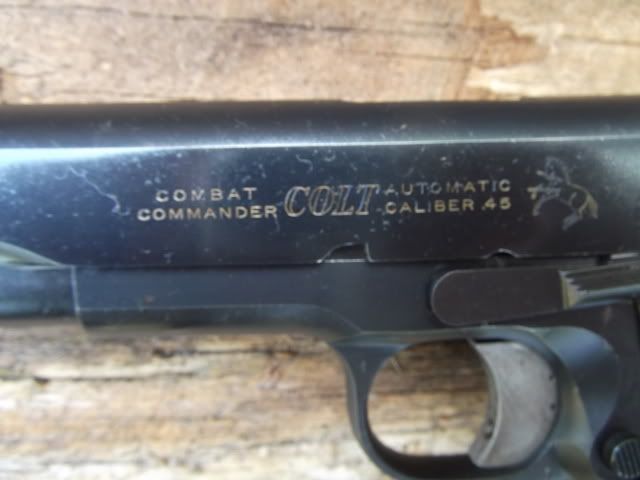 COMBAT COLT AUTOMATIC
COMMANDER CALIBER .45